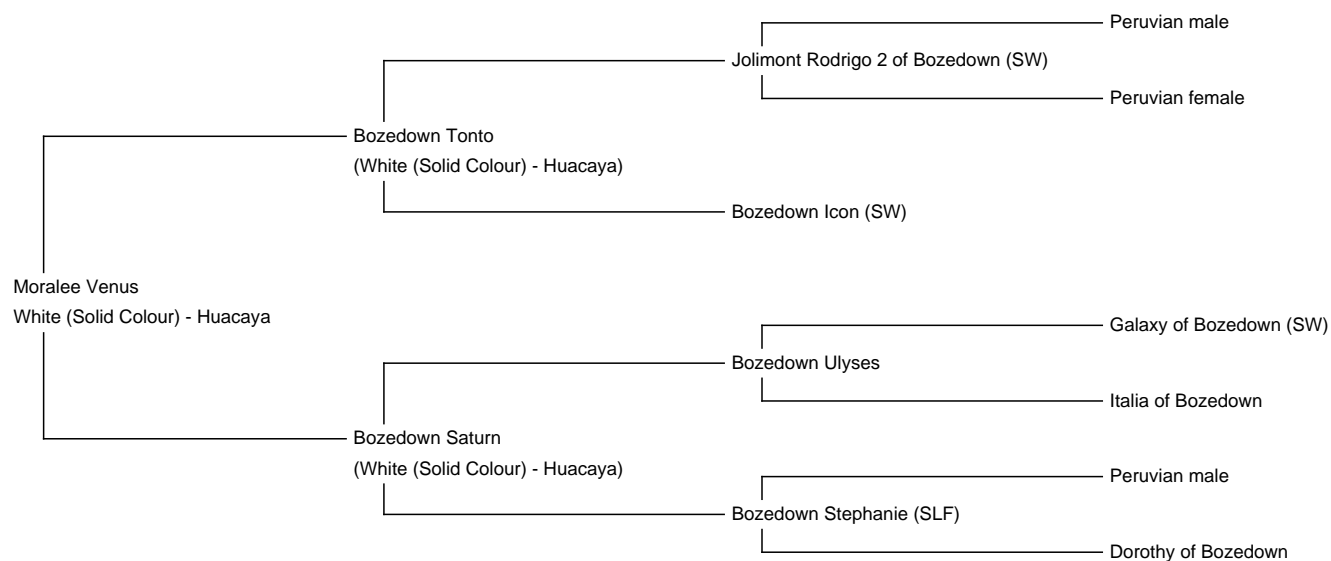 Peruvian male
Jolimont Rodrigo 2 of Bozedown (SW)
Peruvian female
Bozedown Tonto
(White (Solid Colour) - Huacaya)
Bozedown Icon (SW)
Moralee Venus
White (Solid Colour) - Huacaya
Galaxy of Bozedown (SW)
Bozedown Ulyses
Italia of Bozedown
Bozedown Saturn
(White (Solid Colour) - Huacaya)
Peruvian male
Bozedown Stephanie (SLF)
Dorothy of Bozedown